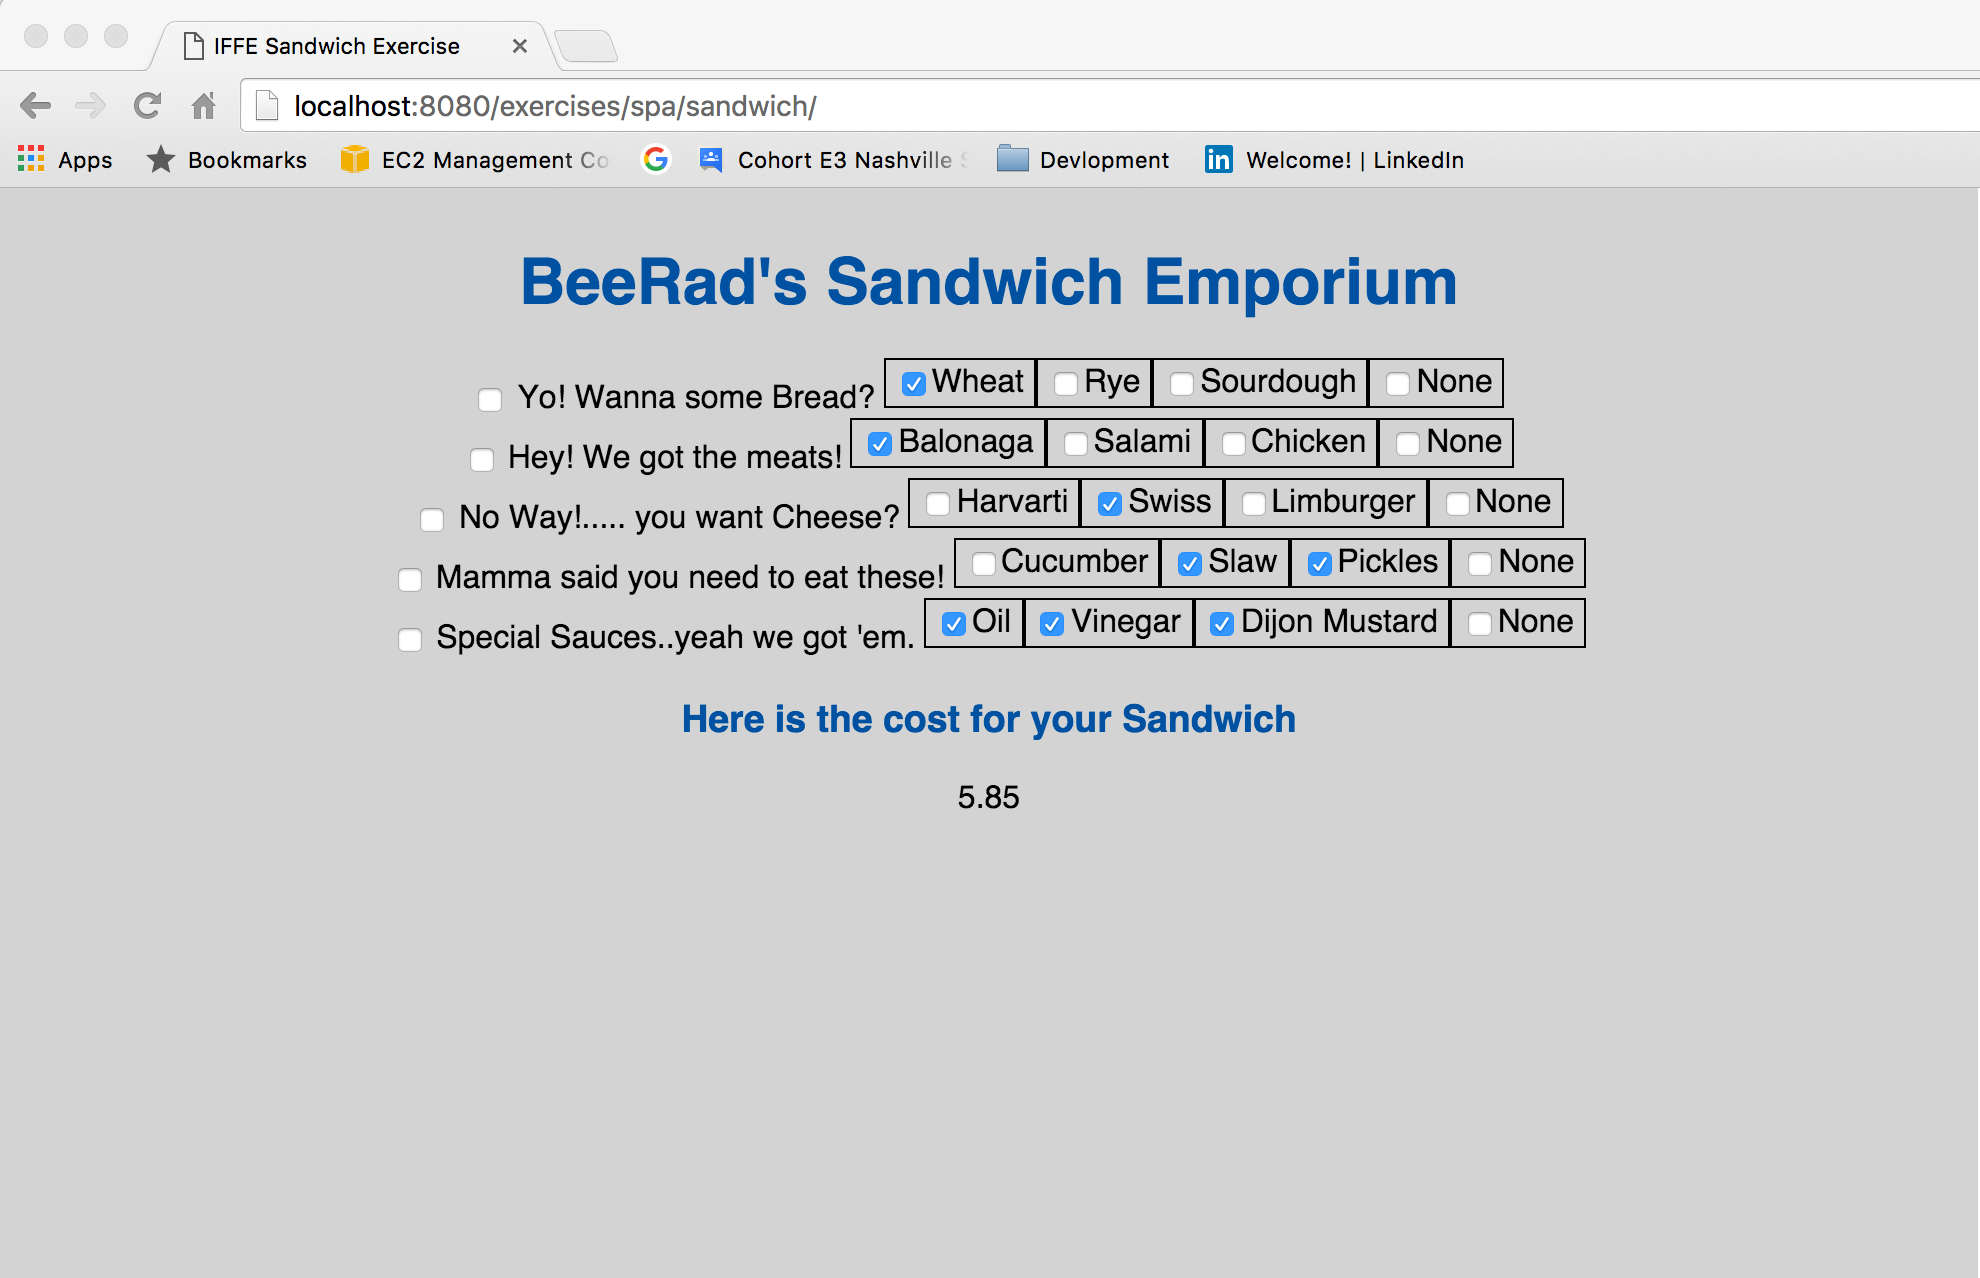 IFFE Sandwich Exercise
localhost:8080/exercises/spa/sandwich/
Apps Bookmarks EC2 Management Co Cohort E3 Nashville Devlopment Welcome! | LinkedIn
BeeRad's Sandwich Emporium
Yo! Wanna some Bread? Wheat Rye Sourdough None
Hey! We got the meats! Balonaga Salami Chicken None
No Way!..... you want Cheese? Harvarti Swiss Limburger None
Mamma said you need to eat these! Cucumber Slaw Pickles None
Special Sauces..yeah we got 'em. Oil Vinegar Dijon Mustard None
Here is the cost for your Sandwich
5.85